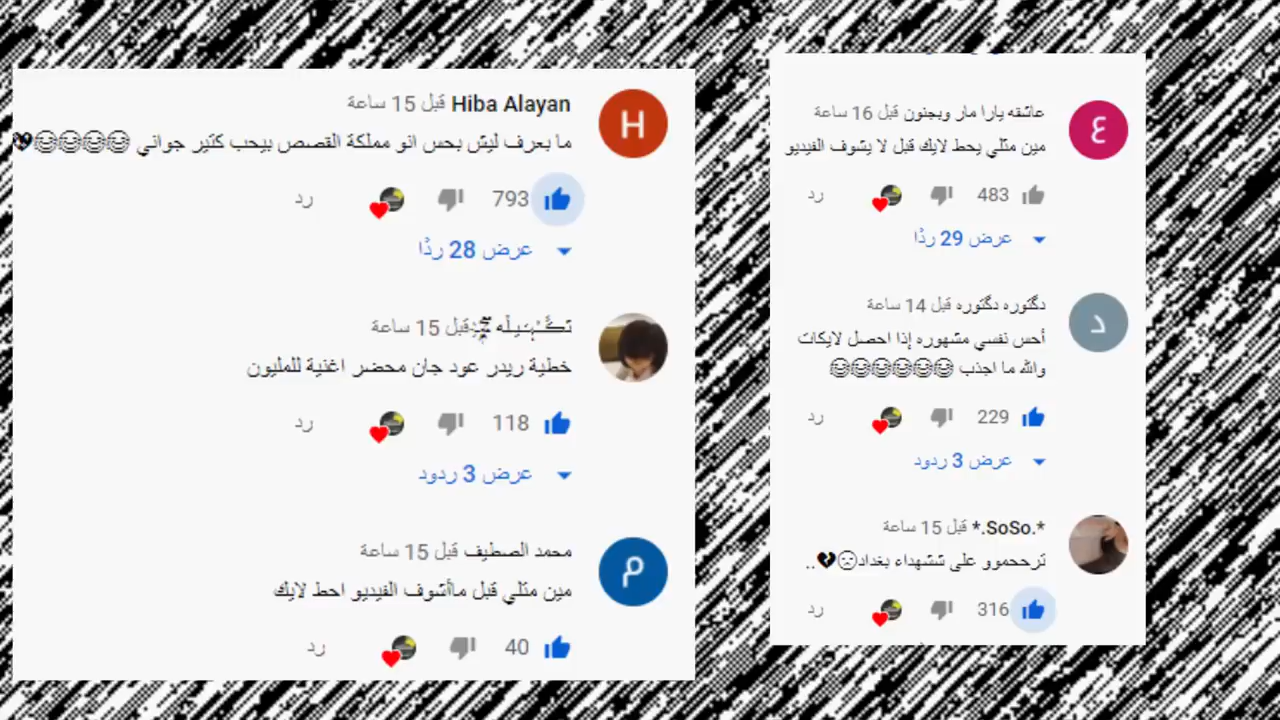 عاشقه يارا مار وبجنون قبل 16 ساعة
مين مثلي يحط لايك قبل لا يشوف الفيديو
483
رد
عرض 29 ردًا
دگتوره دگتوره قبل 14 ساعة
أحس نفسي مشهوره إذا احصل لايكات
والله ما اجذب 😂😂😂😂😂😂
229
رد
عرض 3 ردود
*.SoSo.* قبل 15 ساعة
ترححموو على ششهداء بغداد☹💔..
316
رد
Hiba Alayan قبل 15 ساعة
ما بعرف ليش بحس انو مملكة القصص بيحب كتير جواني 😂😂😂😂💔
793
رد
عرض 28 ردًا
قبل 15 ساعة
خطية ريدر عود جان محضر اغنية للمليون
118
رد
عرض 3 ردود
محمد الصطيف قبل 15 ساعة
مين مثلي قبل ماأشوف الفيديو احط لايك
40
رد
H
ع
د
م